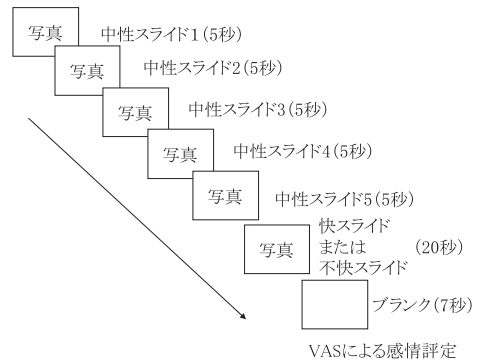 写真
中性スライド1(5秒)
写真
中性スライド2(5秒)
写真
中性スライド3(5秒)
写真
中性スライド4(5秒)
写真
中性スライド5(5秒)
写真
快スライド
または (20秒)
不快スライド
ブランク(7秒)
VASによる感情評定